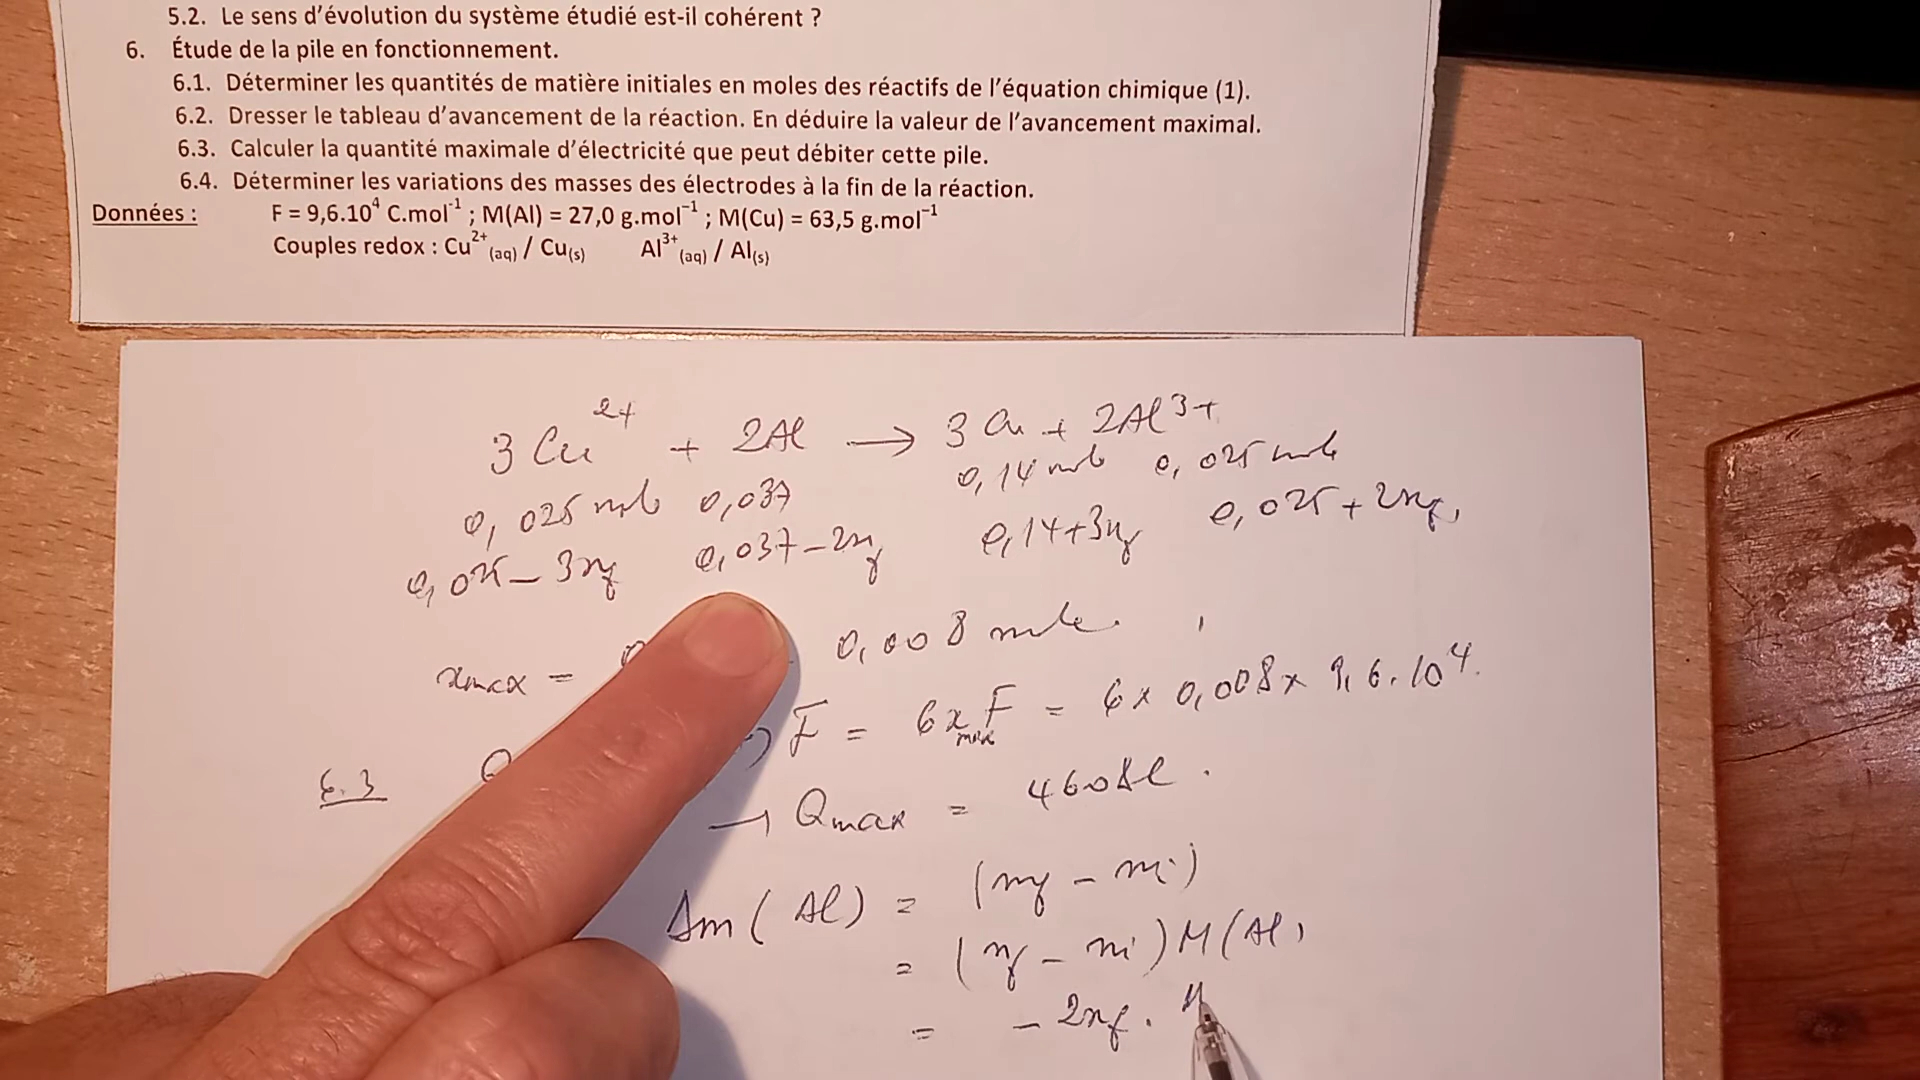 5.2. Le sens d'évolution du système étudié est-il cohérent ?
6. Étude de la pile en fonctionnement.
6.1. Déterminer les quantités de matière initiales en moles des réactifs de l'équation chimique (1).
6.2. Dresser le tableau d'avancement de la réaction. En déduire la valeur de l'avancement maximal.
6.3. Calculer la quantité maximale d'électricité que peut débiter cette pile.
6.4. Déterminer les variations des masses des électrodes à la fin de la réaction.
Données : F = 9,6.10⁴ C.mol⁻¹ ; M(Al) = 27,0 g.mol⁻¹ ; M(Cu) = 63,5 g.mol⁻¹
Couples redox : Cu²⁺(aq) / Cu(s) Al³⁺(aq) / Al(s)
3 Cu²⁺ + 2Al → 3 Cu + 2Al³⁺
0,025 mol 0,037 0,14 mol 0,025 mol
0,025 – 3xf 0,037 – 2xf 0,14 + 3xf 0,025 + 2xf
xmax = 0,008 mol.
6.3 Q F = 6xmax F = 6 x 0,008 x 9,6.10⁴.
→ Qmax = 4608C.
Δm(Al) = (mf – mi)
= (nf – ni) M(Al)
= – 2xf . M